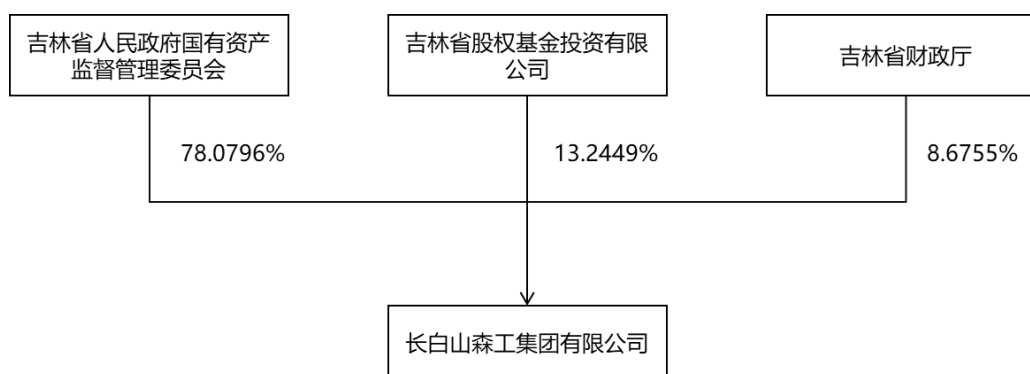 吉林省人民政府国有资产
监督管理委员会
吉林省股权基金投资有限
公司
吉林省财政厅
78.0796%
13.2449%
8.6755%
长白山森工集团有限公司